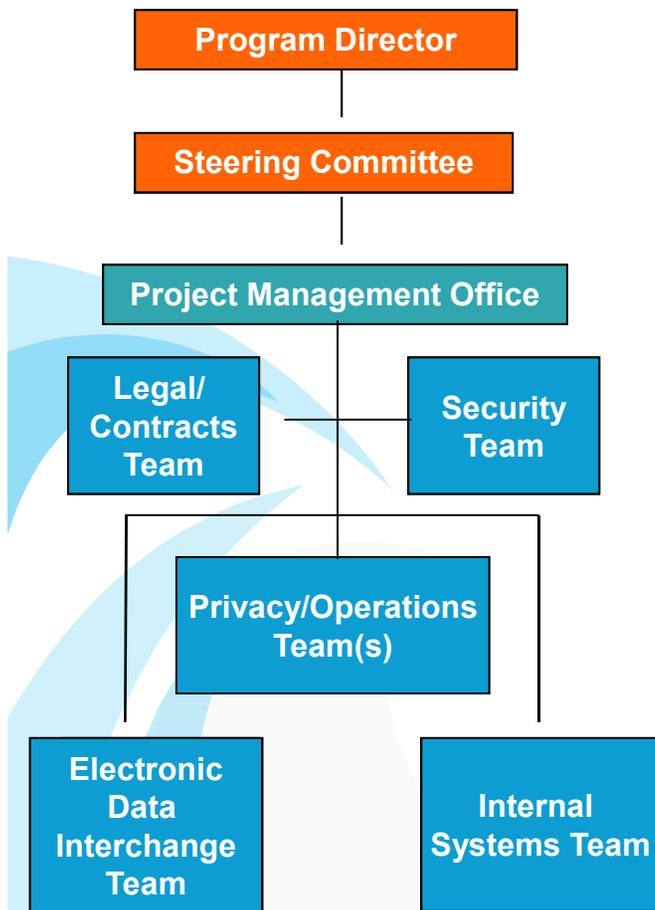 Program Director
Steering Committee
Project Management Office
Legal/
Contracts
Team
Security
Team
Privacy/Operations
Team(s)
Electronic
Data
Interchange
Team
Internal
Systems Team